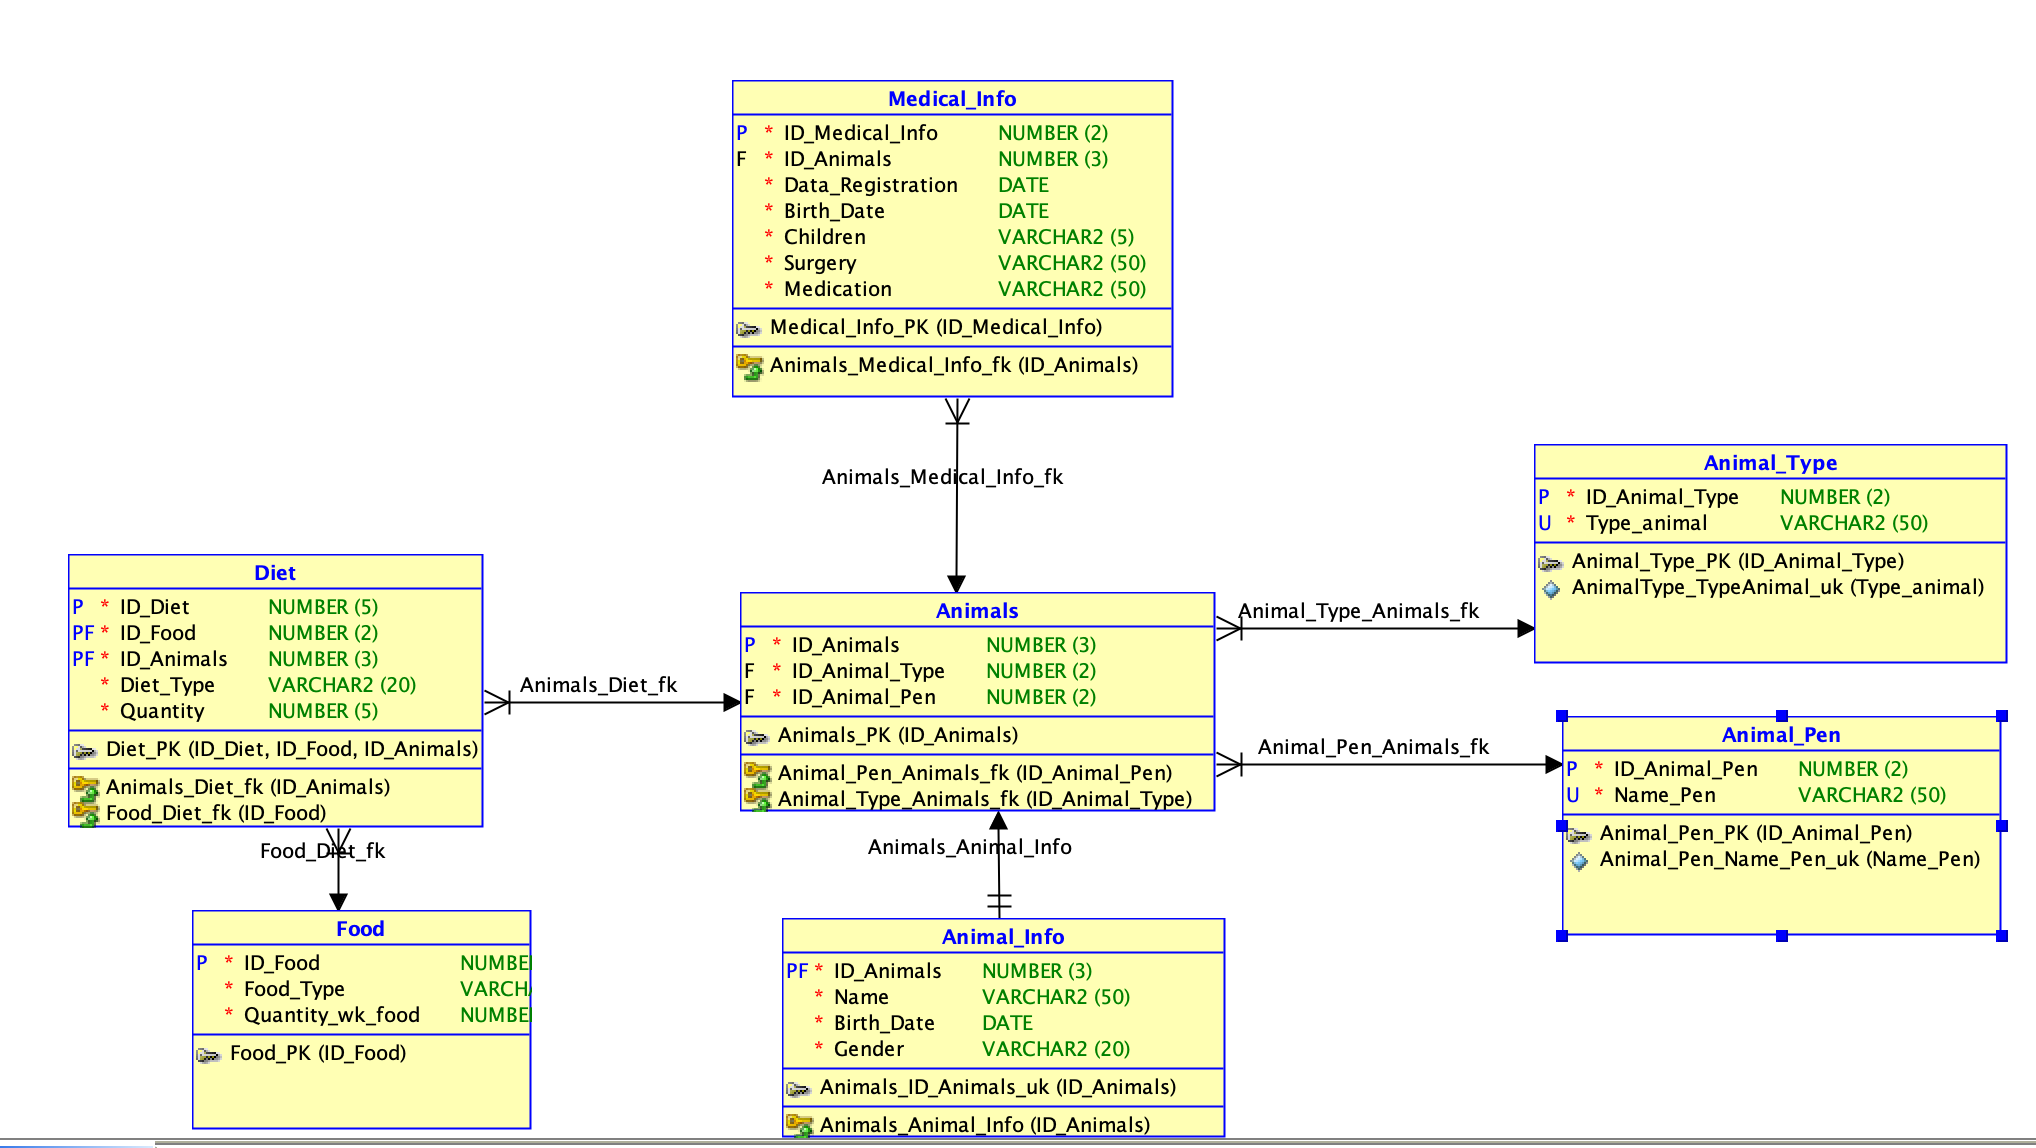 Medical_Info
P * ID_Medical_Info NUMBER (2)
F * ID_Animals NUMBER (3)
* Data_Registration DATE
* Birth_Date DATE
* Children VARCHAR2 (5)
* Surgery VARCHAR2 (50)
* Medication VARCHAR2 (50)
Medical_Info_PK (ID_Medical_Info)
Animals_Medical_Info_fk (ID_Animals)
Animals_Medical_Info_fk
Animal_Type
P * ID_Animal_Type NUMBER (2)
U * Type_animal VARCHAR2 (50)
Animal_Type_PK (ID_Animal_Type)
AnimalType_TypeAnimal_uk (Type_animal)
Diet
P * ID_Diet NUMBER (5)
PF * ID_Food NUMBER (2)
PF * ID_Animals NUMBER (3)
* Diet_Type VARCHAR2 (20)
* Quantity NUMBER (5)
Diet_PK (ID_Diet, ID_Food, ID_Animals)
Animals_Diet_fk (ID_Animals)
Food_Diet_fk (ID_Food)
Animals_Diet_fk
Animals
P * ID_Animals NUMBER (3)
F * ID_Animal_Type NUMBER (2)
F * ID_Animal_Pen NUMBER (2)
Animals_PK (ID_Animals)
Animal_Pen_Animals_fk (ID_Animal_Pen)
Animal_Type_Animals_fk (ID_Animal_Type)
Animal_Type_Animals_fk
Animal_Pen_Animals_fk
Animal_Pen
P * ID_Animal_Pen NUMBER (2)
U * Name_Pen VARCHAR2 (50)
Animal_Pen_PK (ID_Animal_Pen)
Animal_Pen_Name_Pen_uk (Name_Pen)
Food_Diet_fk
Food
P * ID_Food NUMBE
* Food_Type VARCH
* Quantity_wk_food NUMBE
Food_PK (ID_Food)
Animals_Animal_Info
Animal_Info
PF * ID_Animals NUMBER (3)
* Name VARCHAR2 (50)
* Birth_Date DATE
* Gender VARCHAR2 (20)
Animals_ID_Animals_uk (ID_Animals)
Animals_Animal_Info (ID_Animals)